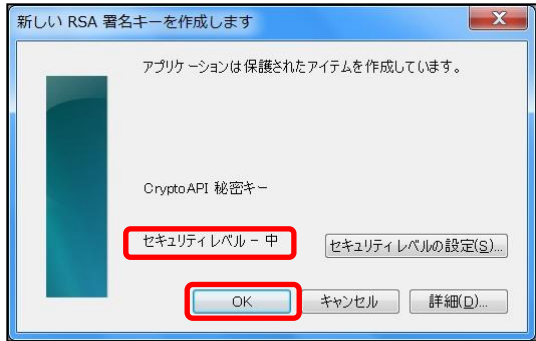 新しい RSA 署名キーを作成します
アプリケーションは保護されたアイテムを作成しています。
CryptoAPI 秘密キー
セキュリティ レベル - 中
セキュリティ レベルの設定(S)...
OK
キャンセル
詳細(D)...